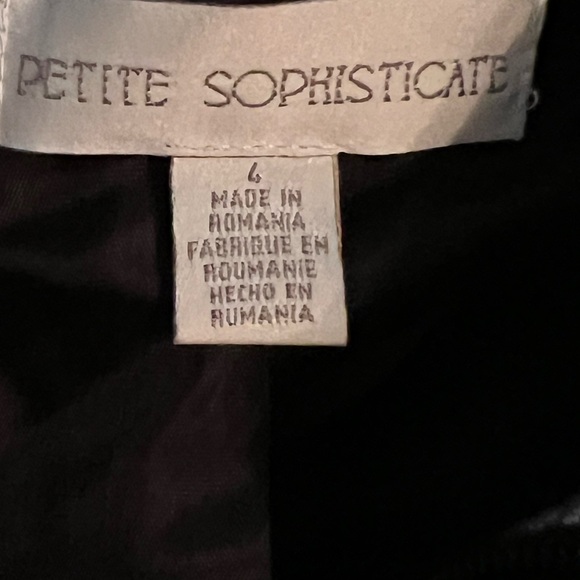 PETITE SOPHISTICATE
4
MADE IN
ROMANIA
FABRIQUE EN
ROUMANIE
HECHO EN
RUMANIA